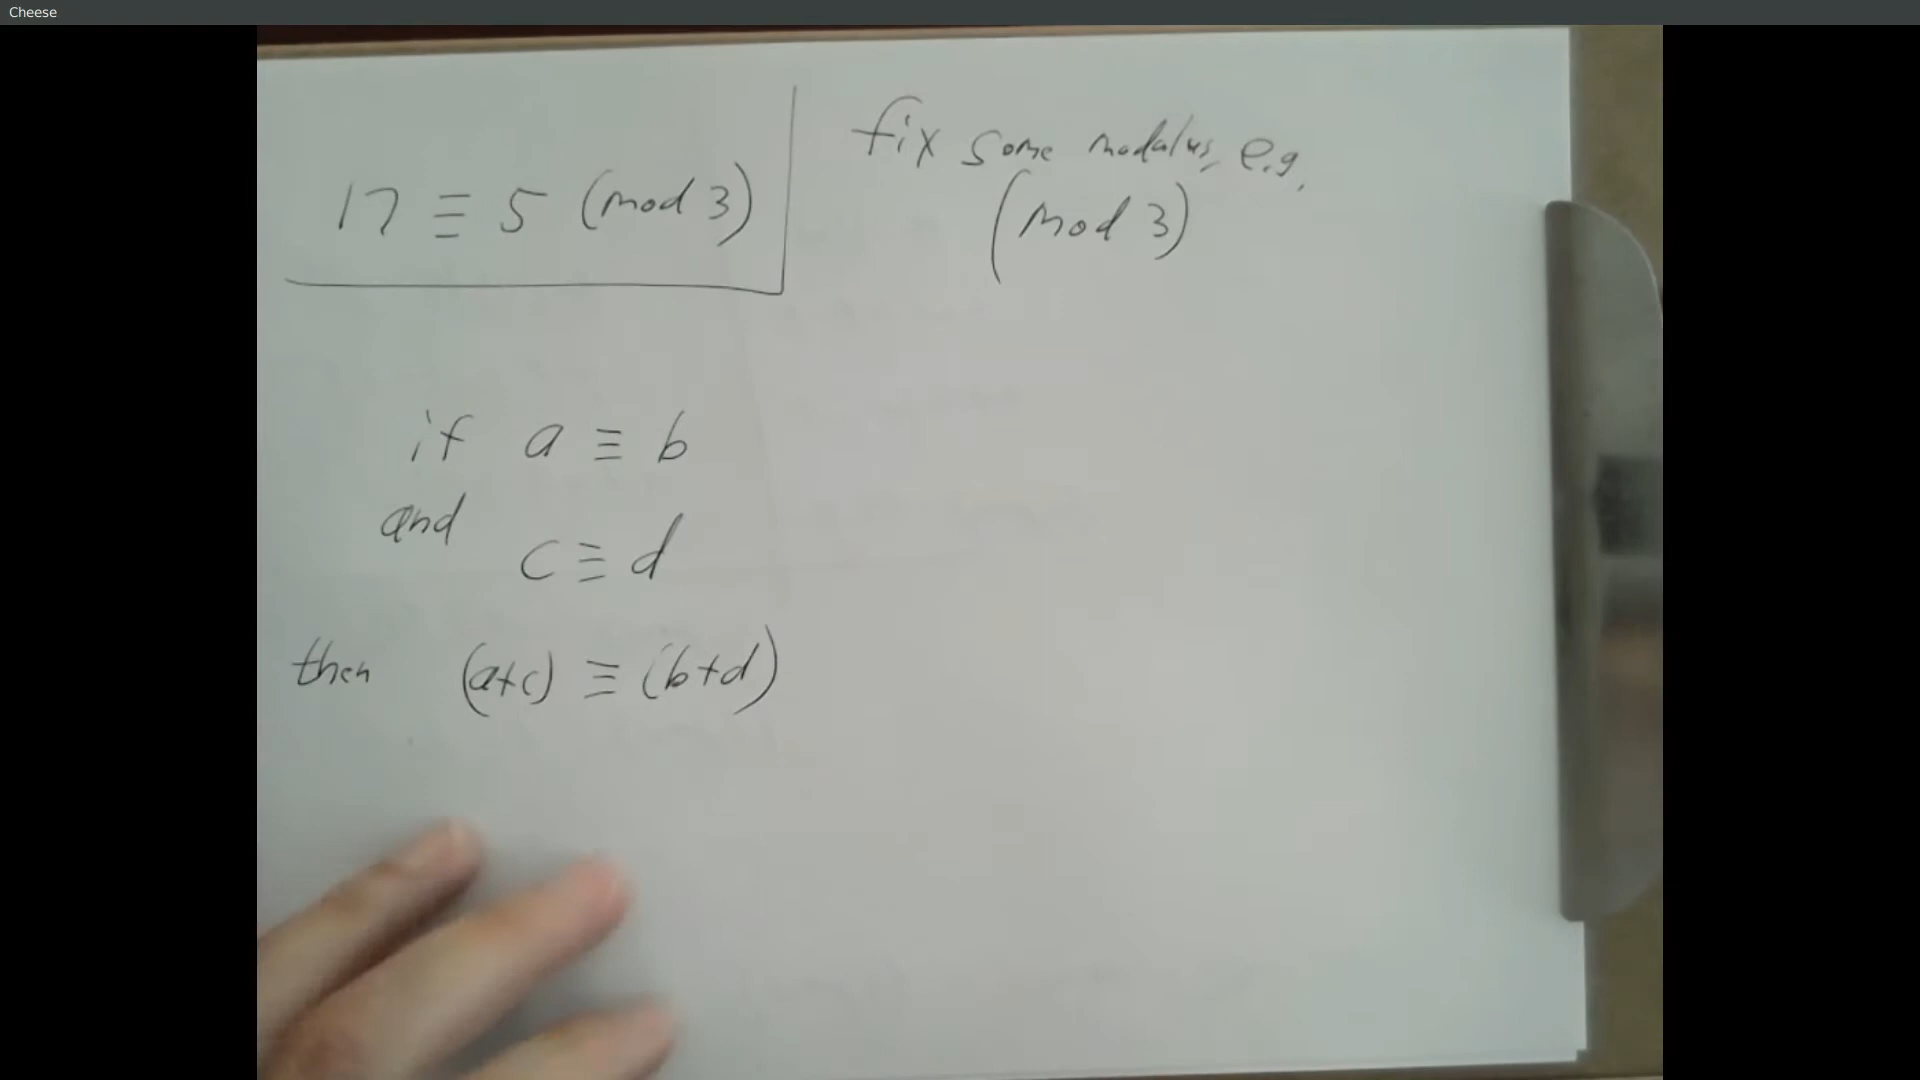 Cheese
17 ≡ 5 (mod 3)
fix some modulus, e.g.
(mod 3)
if a ≡ b
and
c ≡ d
then (a+c) ≡ (b+d)